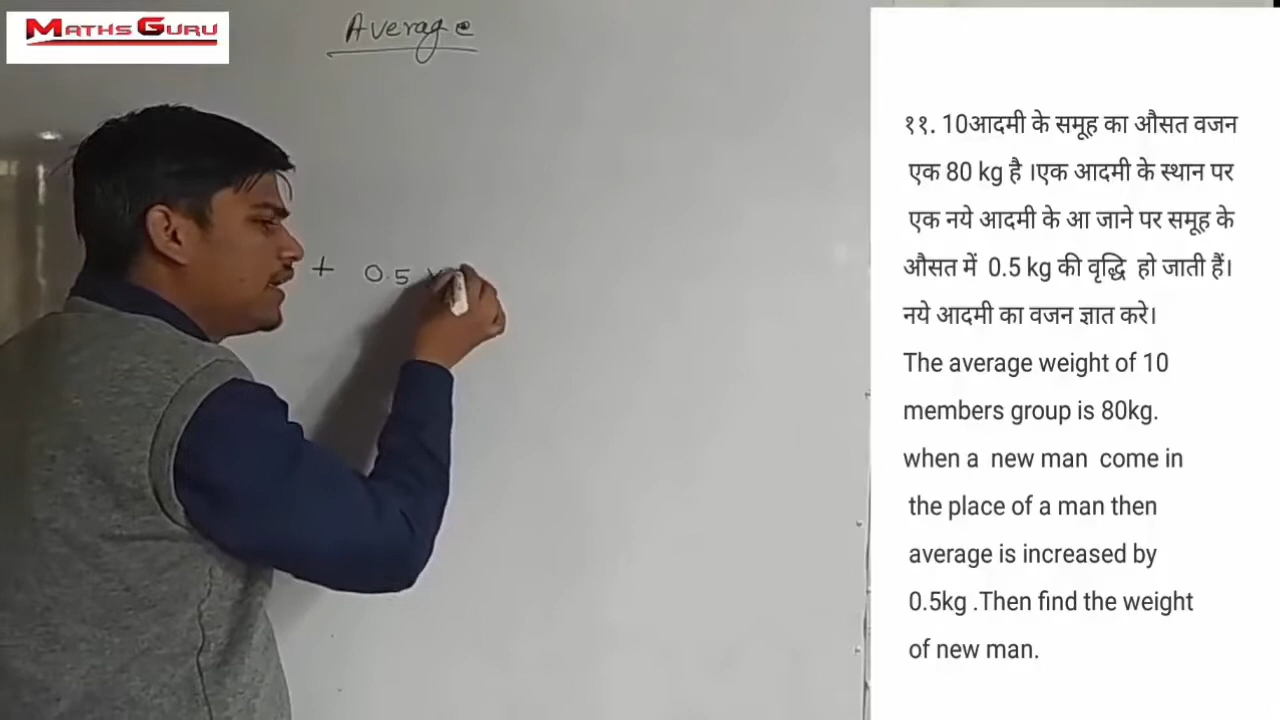 MATHS GURU
Average
+ 0.5
११. 10आदमी के समूह का औसत वजन
एक 80 kg है ।एक आदमी के स्थान पर
एक नये आदमी के आ जाने पर समूह के
औसत में 0.5 kg की वृद्धि हो जाती हैं।
नये आदमी का वजन ज्ञात करे।
The average weight of 10
members group is 80kg.
when a new man come in
the place of a man then
average is increased by
0.5kg .Then find the weight
of new man.